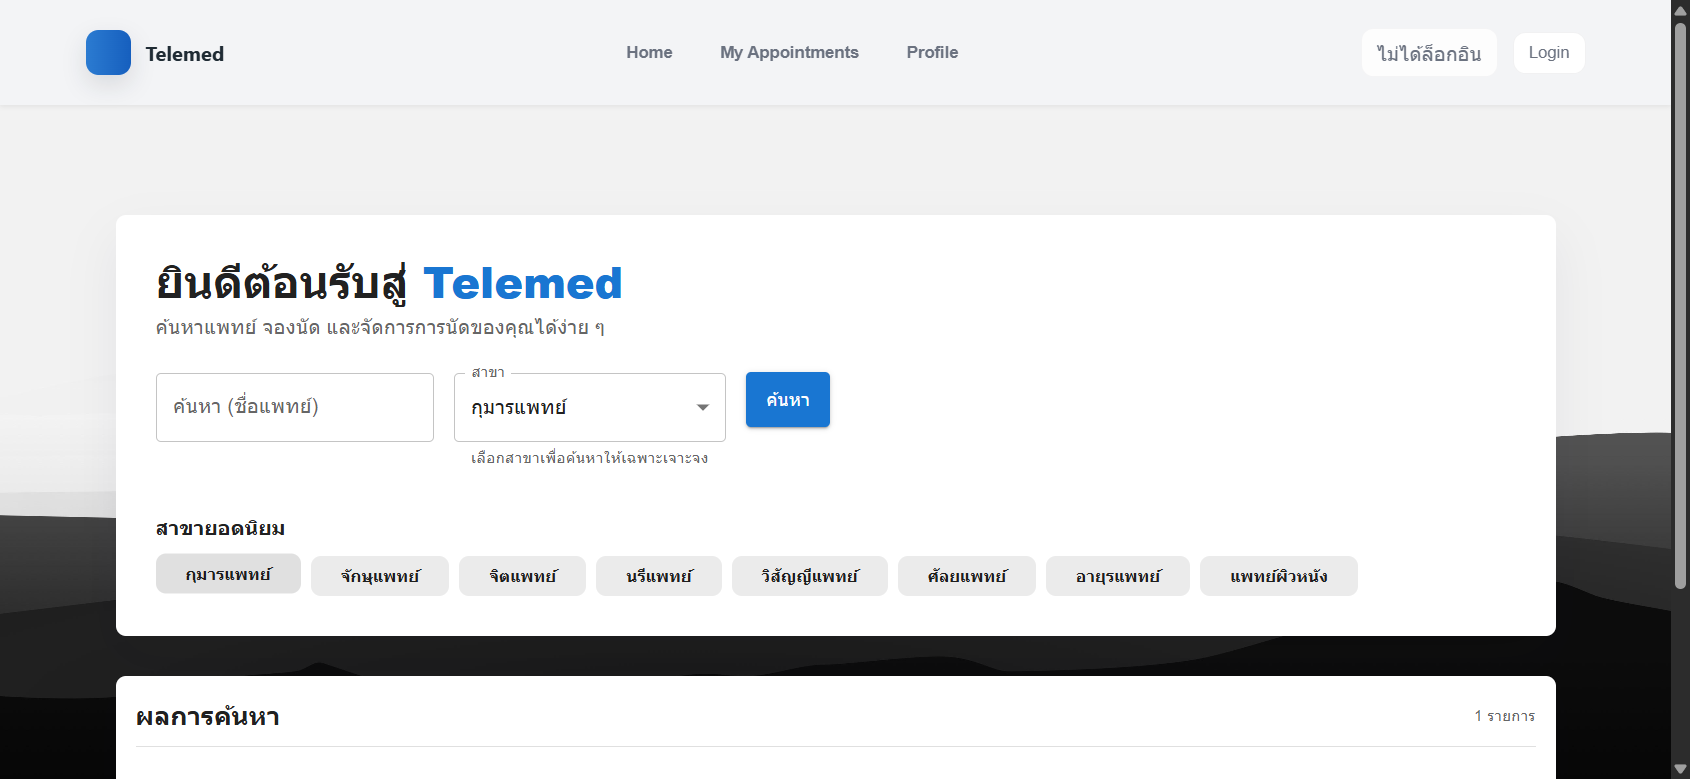 Telemed
Home
My Appointments
Profile
ไม่ได้ล็อกอิน
Login
ยินดีต้อนรับสู่ Telemed
ค้นหาแพทย์ จองนัด และจัดการการนัดของคุณได้ง่าย ๆ
ค้นหา (ชื่อแพทย์)
สาขา
กุมารแพทย์
ค้นหา
เลือกสาขาเพื่อค้นหาให้เฉพาะเจาะจง
สาขายอดนิยม
กุมารแพทย์
จักษุแพทย์
จิตแพทย์
นรีแพทย์
วิสัญญีแพทย์
ศัลยแพทย์
อายุรแพทย์
แพทย์ผิวหนัง
ผลการค้นหา
1 รายการ